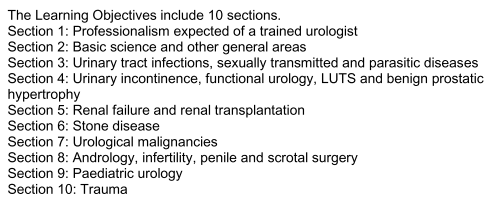 The Learning Objectives include 10 sections.
Section 1: Professionalism expected of a trained urologist
Section 2: Basic science and other general areas
Section 3: Urinary tract infections, sexually transmitted and parasitic diseases
Section 4: Urinary incontinence, functional urology, LUTS and benign prostatic
hypertrophy
Section 5: Renal failure and renal transplantation
Section 6: Stone disease
Section 7: Urological malignancies
Section 8: Andrology, infertility, penile and scrotal surgery
Section 9: Paediatric urology
Section 10: Trauma